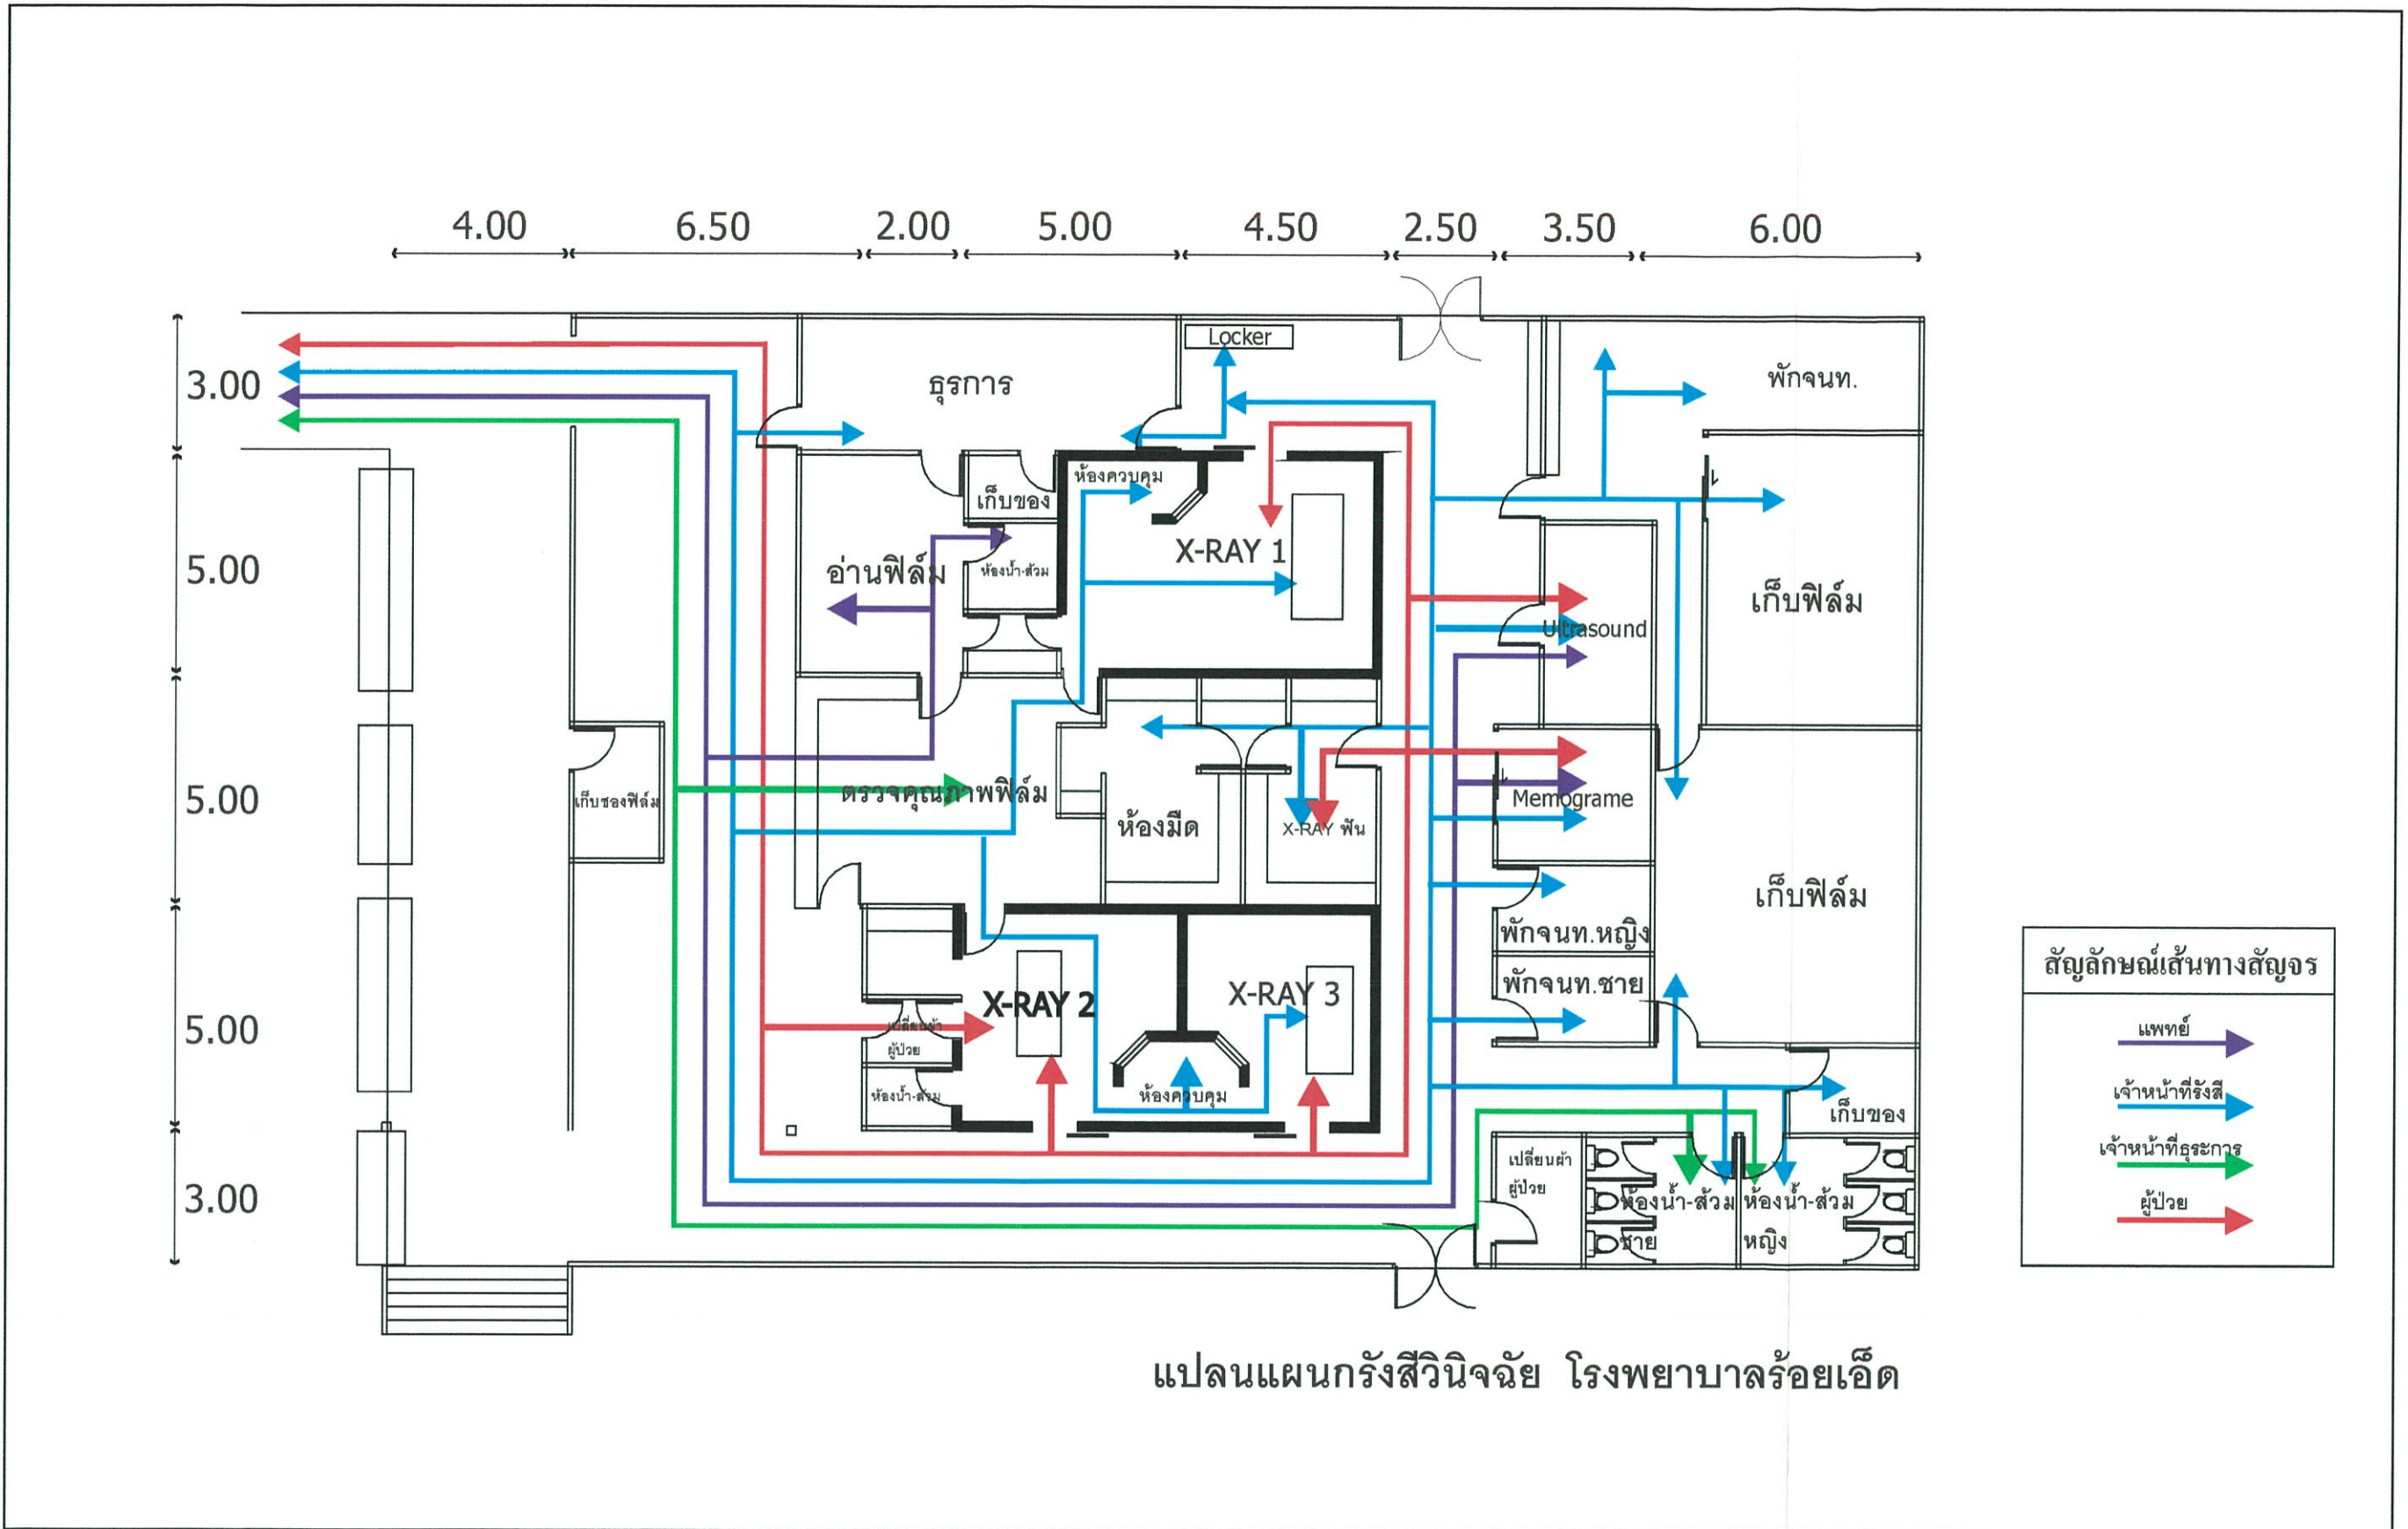 4.00 6.50 2.00 5.00 4.50 2.50 3.50 6.00
3.00
5.00
5.00
5.00
3.00
Locker
ธุรการ
พักจนท.
ห้องควบคุม
เก็บของ
X-RAY 1
อ่านฟิล์ม
ห้องน้ำ-ส้วม
เก็บฟิล์ม
Ultrasound
ตรวจคุณภาพฟิล์ม
เก็บซองฟิล์ม
Memograme
ห้องมืด
X-RAY ฟัน
เก็บฟิล์ม
พักจนท.หญิง
พักจนท.ชาย
X-RAY 2
X-RAY 3
เปลี่ยนผ้า
ผู้ป่วย
ห้องน้ำ-ส้วม
ห้องควบคุม
เก็บของ
เปลี่ยนผ้า
ผู้ป่วย
ห้องน้ำ-ส้วม
ชาย
ห้องน้ำ-ส้วม
หญิง
สัญลักษณ์เส้นทางสัญจร
แพทย์
เจ้าหน้าที่รังสี
เจ้าหน้าที่ธุระการ
ผู้ป่วย
แปลนแผนกรังสีวินิจฉัย โรงพยาบาลร้อยเอ็ด